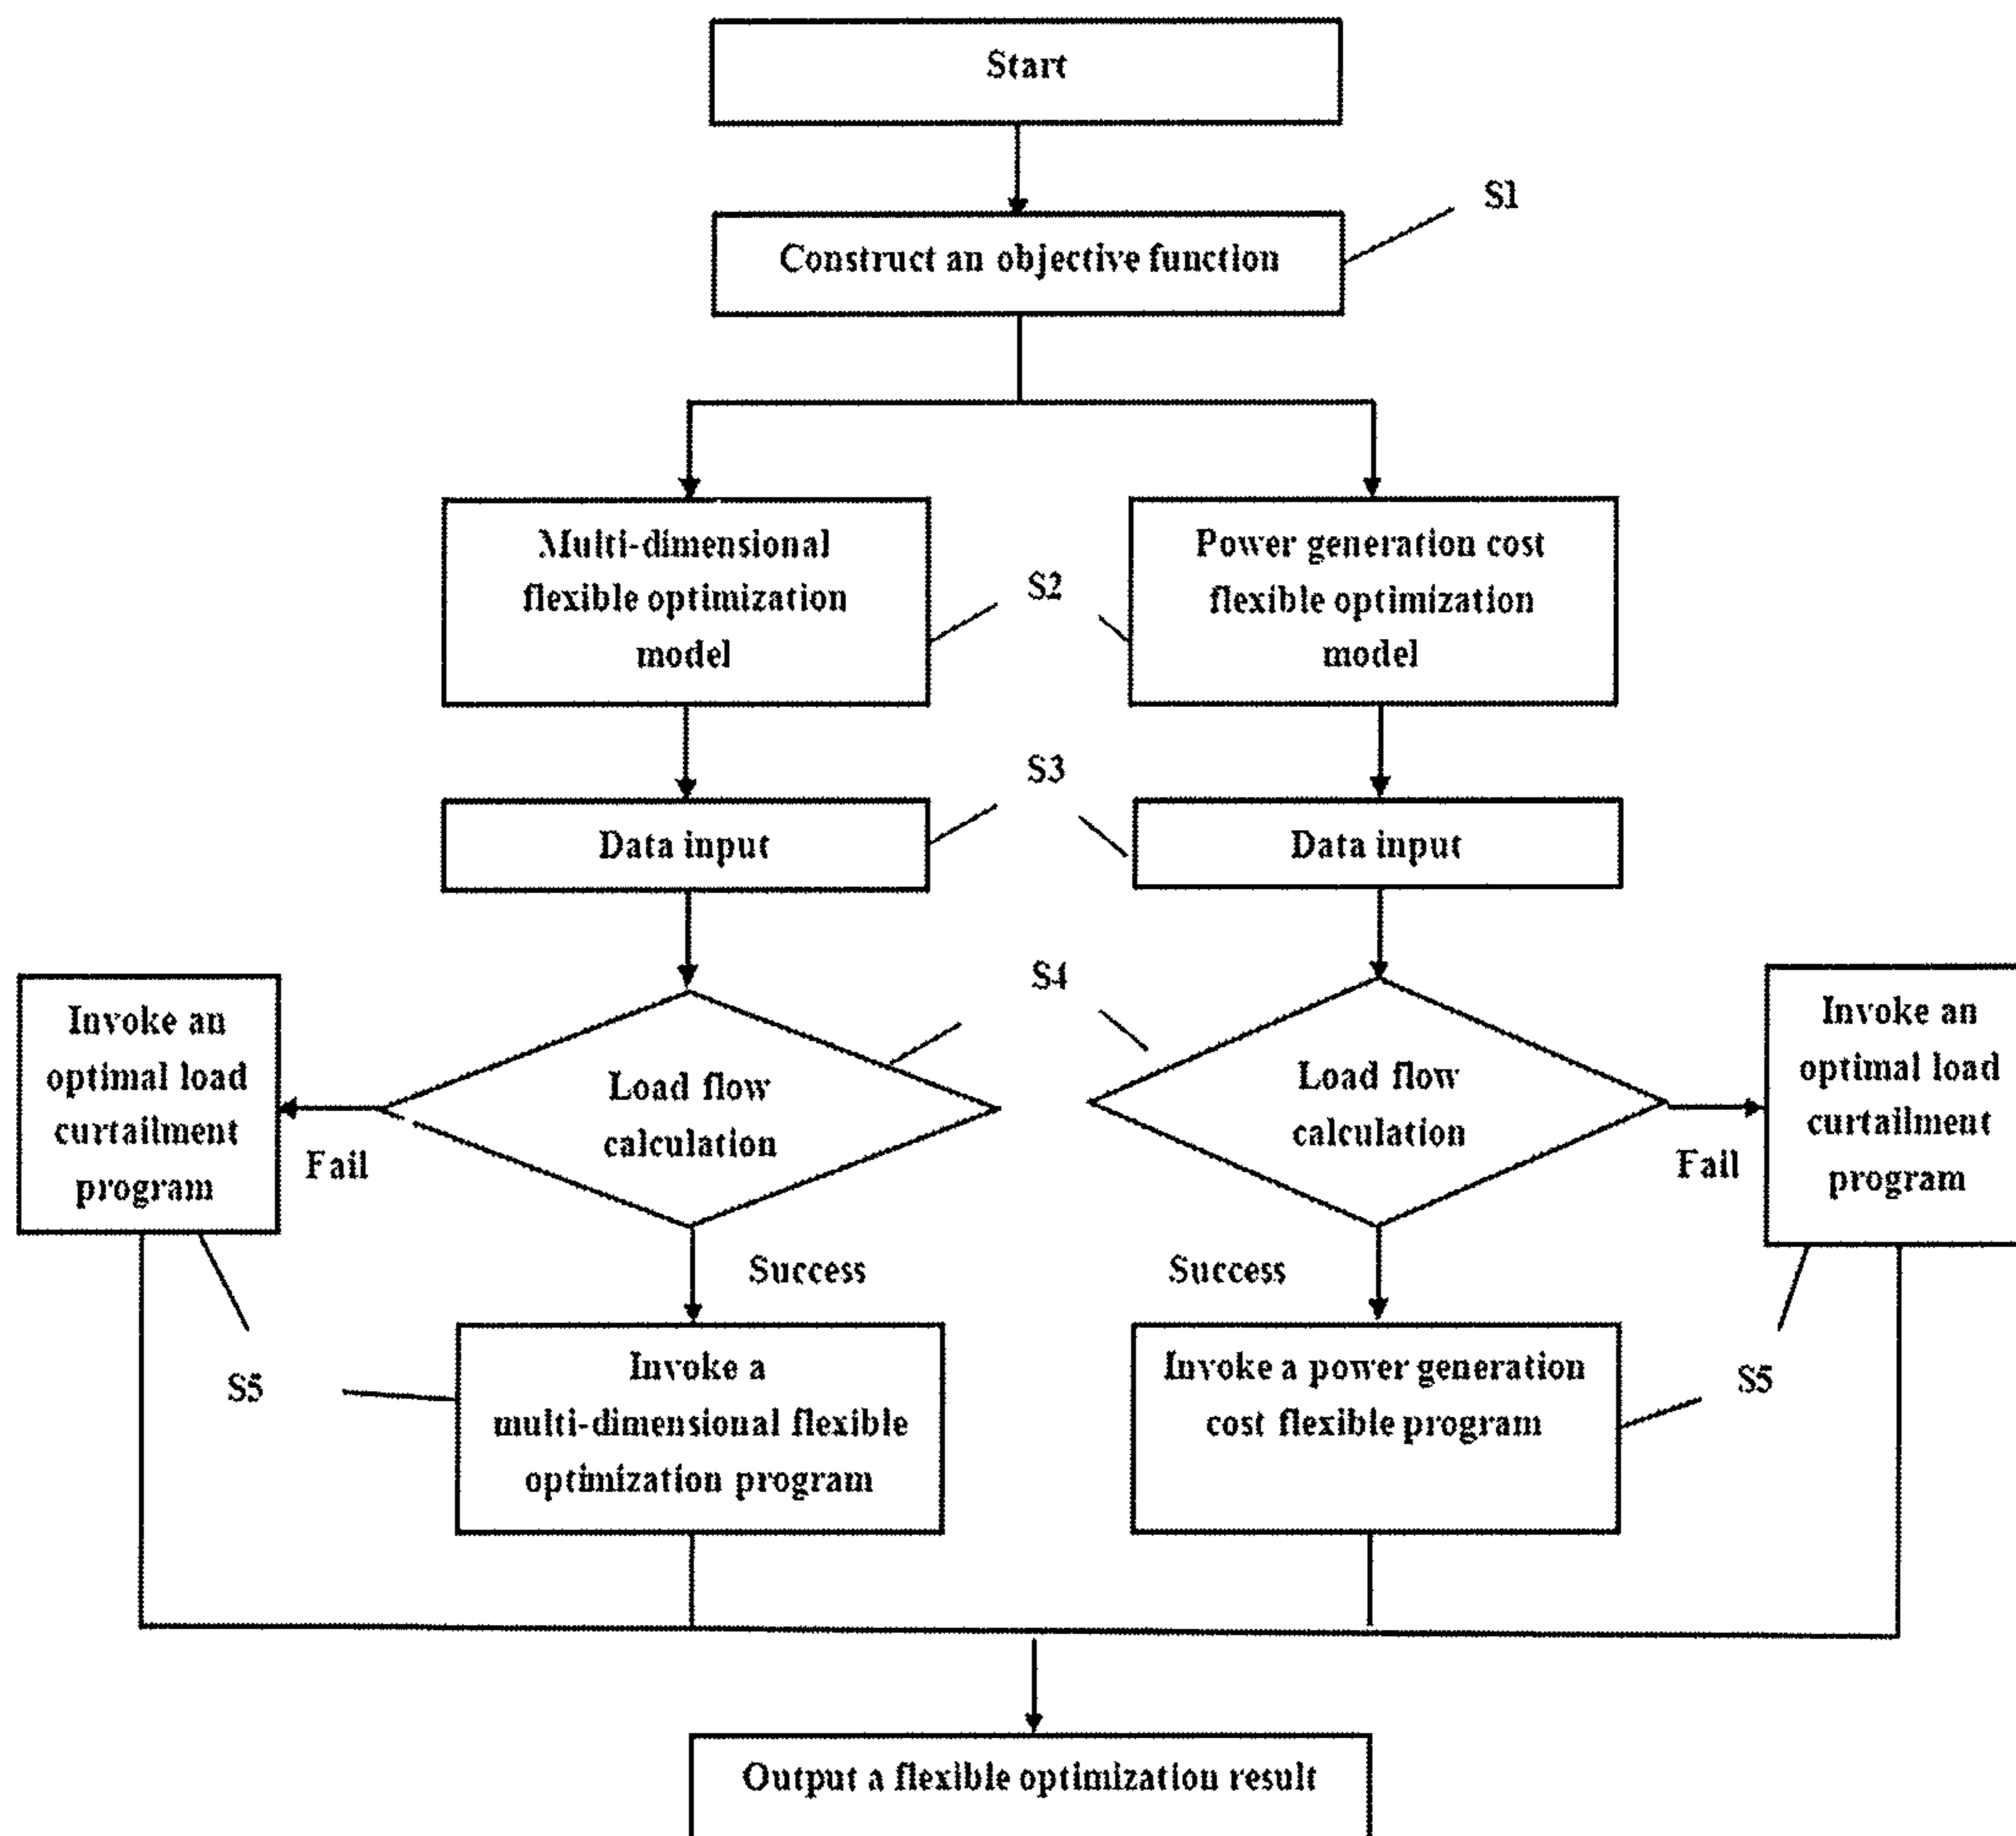 Start
S1
Construct an objective function
Multi-dimensional
flexible optimization
model
S2
Power generation cost
flexible optimization
model
S3
Data input
Data input
S4
Invoke an
optimal load
curtailment
program
Fail
Load flow
calculation
Load flow
calculation
Fail
Invoke an
optimal load
curtailment
program
Success
Success
S5
Invoke a
multi-dimensional flexible
optimization program
Invoke a power generation
cost flexible program
S5
Output a flexible optimization result